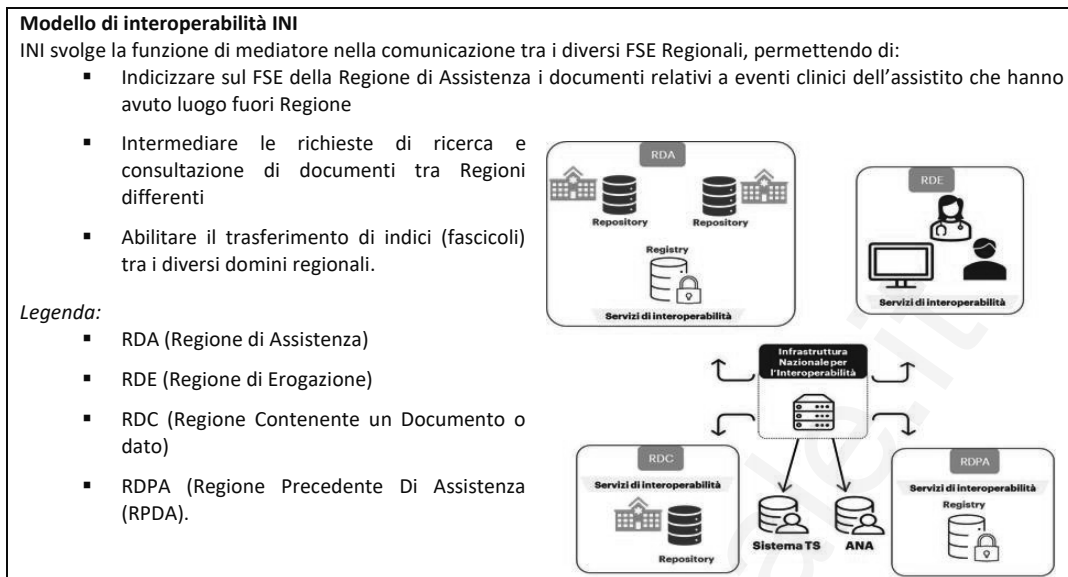 Modello di interoperabilità INI
INI svolge la funzione di mediatore nella comunicazione tra i diversi FSE Regionali, permettendo di:
▪ Indicizzare sul FSE della Regione di Assistenza i documenti relativi a eventi clinici dell’assistito che hanno
avuto luogo fuori Regione
▪ Intermediare le richieste di ricerca e
consultazione di documenti tra Regioni
differenti
▪ Abilitare il trasferimento di indici (fascicoli)
tra i diversi domini regionali.
Legenda:
▪ RDA (Regione di Assistenza)
▪ RDE (Regione di Erogazione)
▪ RDC (Regione Contenente un Documento o
dato)
▪ RDPA (Regione Precedente Di Assistenza
(RPDA).
RDA
Repository
Repository
Registry
Servizi di interoperabilità
RDE
Servizi di interoperabilità
Infrastruttura
Nazionale per
l'Interoperabilità
RDC
Servizi di interoperabilità
Repository
Sistema TS
ANA
RDPA
Servizi di interoperabilità
Registry